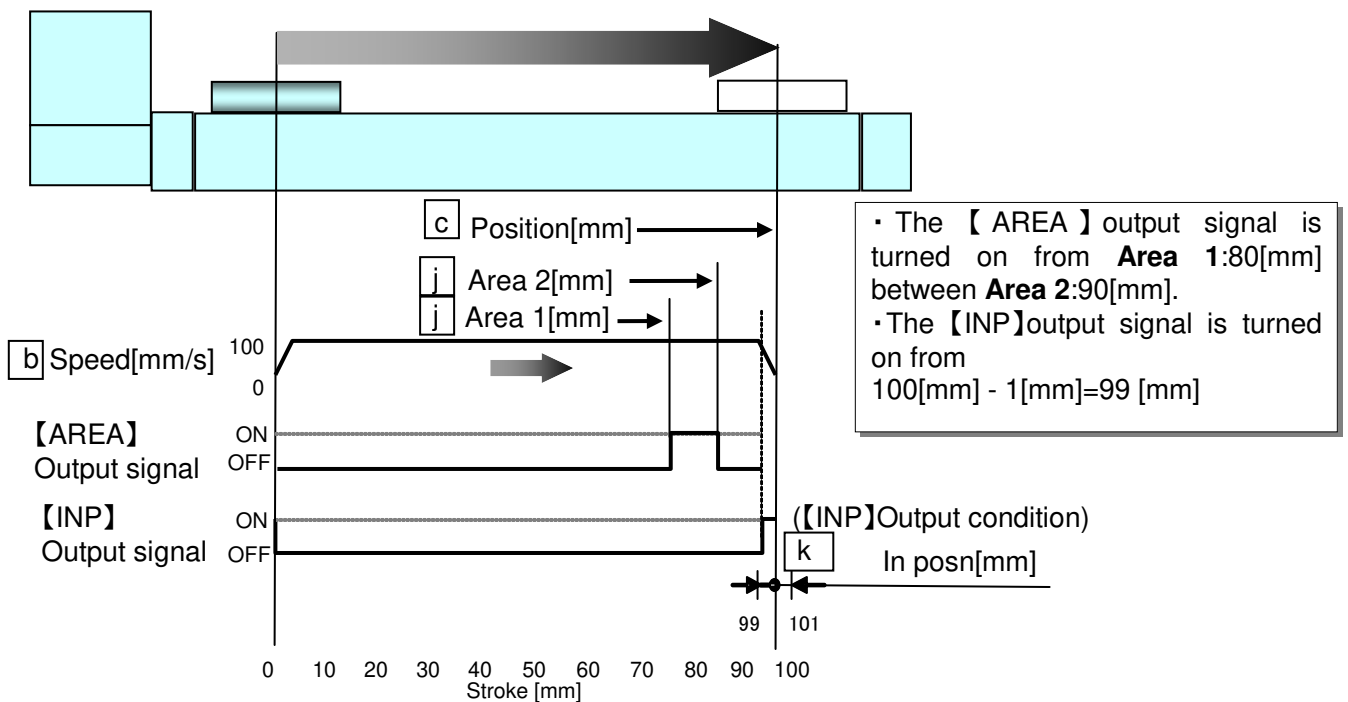 c Position[mm]
j Area 2[mm]
j Area 1[mm]
b Speed[mm/s]
100
0
【AREA】
Output signal
ON
OFF
【INP】
Output signal
ON
OFF
(【INP】Output condition)
k In posn[mm]
99 101
0 10 20 30 40 50 60 70 80 90 100
Stroke [mm]
・The 【 AREA 】output signal is
turned on from Area 1:80[mm]
between Area 2:90[mm].
・The【INP】output signal is turned
on from
100[mm] - 1[mm]=99 [mm]